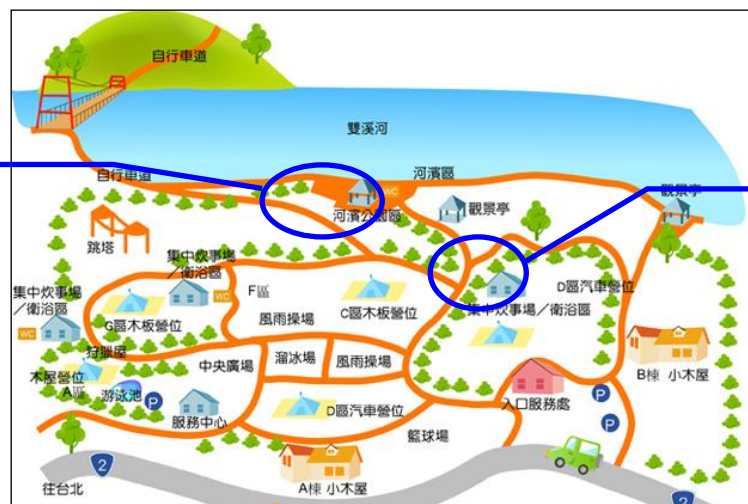 自行車道
雙溪河
自行車道
河濱區
觀景亭
WC
河濱公園區
觀景亭
跳塔
集中炊事場
／衛浴區
集中炊事場
／衛浴區
WC
WC
F區
D區汽車營位
集中炊事場／衛浴區
G區木板營位
C區木板營位
風雨操場
狩獵屋
中央廣場
溜冰場
風雨操場
木屋營位
A區
游泳池
B棟 小木屋
P
服務中心
D區汽車營位
入口服務處
P
P
籃球場
2
往台北
A棟 小木屋
2